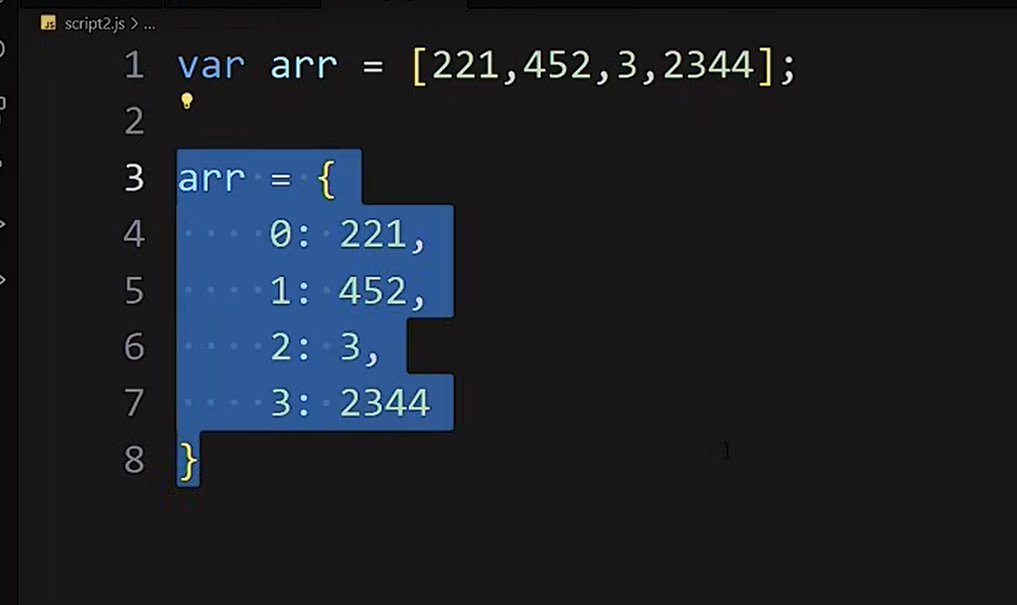 JS script2.js > ...
1 var arr = [221,452,3,2344];
2
3 arr = {
4     0: 221,
5     1: 452,
6     2: 3,
7     3: 2344
8 }